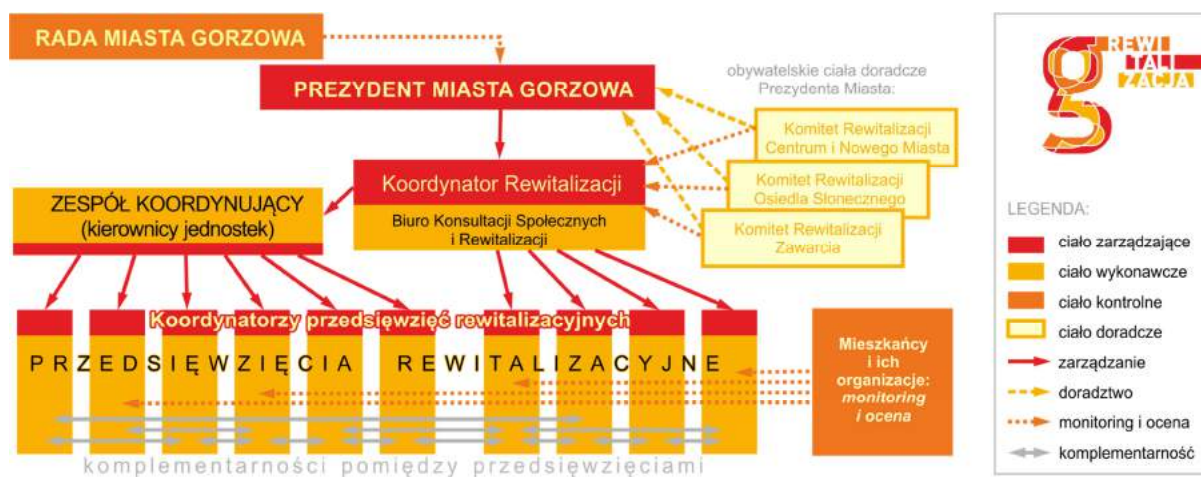 RADA MIASTA GORZOWA
PREZYDENT MIASTA GORZOWA
obywatelskie ciała doradcze
Prezydenta Miasta:
Komitet Rewitalizacji
Centrum i Nowego Miasta
Komitet Rewitalizacji
Osiedla Słonecznego
Komitet Rewitalizacji
Zawarcia
Koordynator Rewitalizacji
Biuro Konsultacji Społecznych
i Rewitalizacji
ZESPÓŁ KOORDYNUJĄCY
(kierownicy jednostek)
Koordynatorzy przedsięwzięć rewitalizacyjnych
PRZEDSIĘWZIĘCIA REWITALIZACYJNE
komplementarności pomiędzy przedsięwzięciami
Mieszkańcy
i ich
organizacje:
monitoring
i ocena
g
REWI
TALI
ZACJA
LEGENDA:
ciało zarządzające
ciało wykonawcze
ciało kontrolne
ciało doradcze
zarządzanie
doradztwo
monitoring i ocena
komplementarność